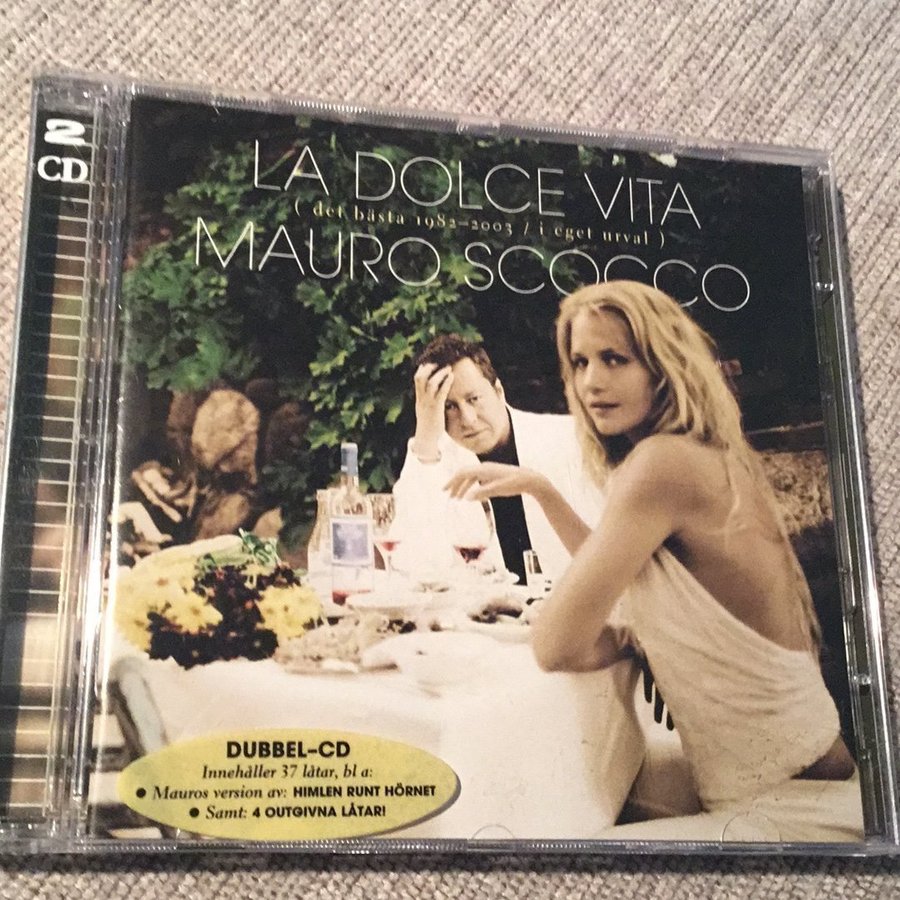 2
CD
LA DOLCE VITA
( det bästa 1982–2003 / i eget urval )
MAURO SCOCCO
DUBBEL-CD
Innehåller 37 låtar, bl a:
• Mauros version av: HIMLEN RUNT HÖRNET
• Samt: 4 OUTGIVNA LÅTAR!